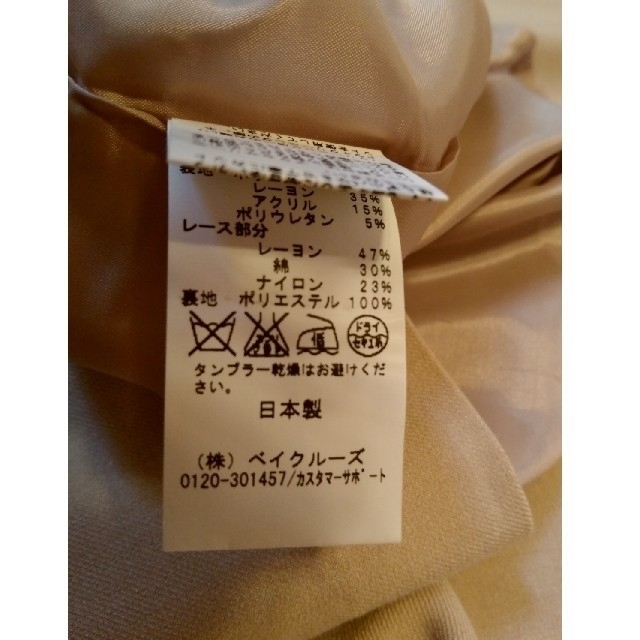 レーヨン 35%
アクリル 15%
ポリウレタン 5%
レース部分
レーヨン 47%
綿 30%
ナイロン 23%
裏地 ポリエステル 100%
低 ドライ セキユ系
タンブラー乾燥はお避けくだ
さい。
日本製
(株) ベイクルーズ
0120-301457/カスタマーサポート